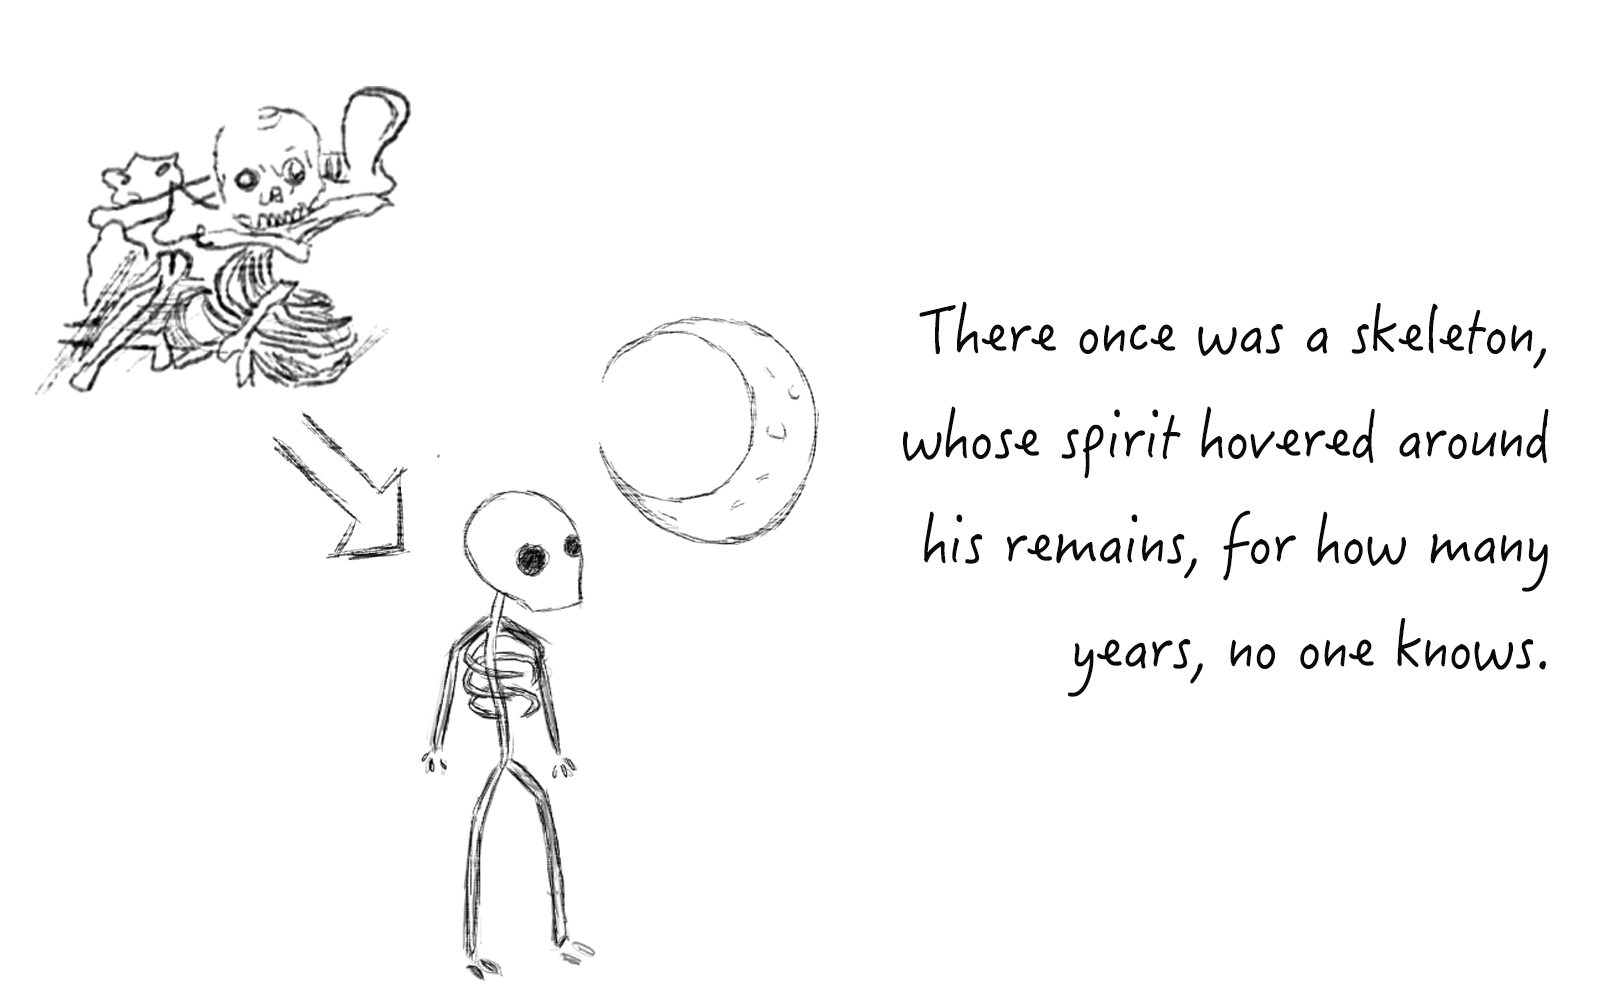 There once was a skeleton,
whose spirit hovered around
his remains, for how many
years, no one knows.